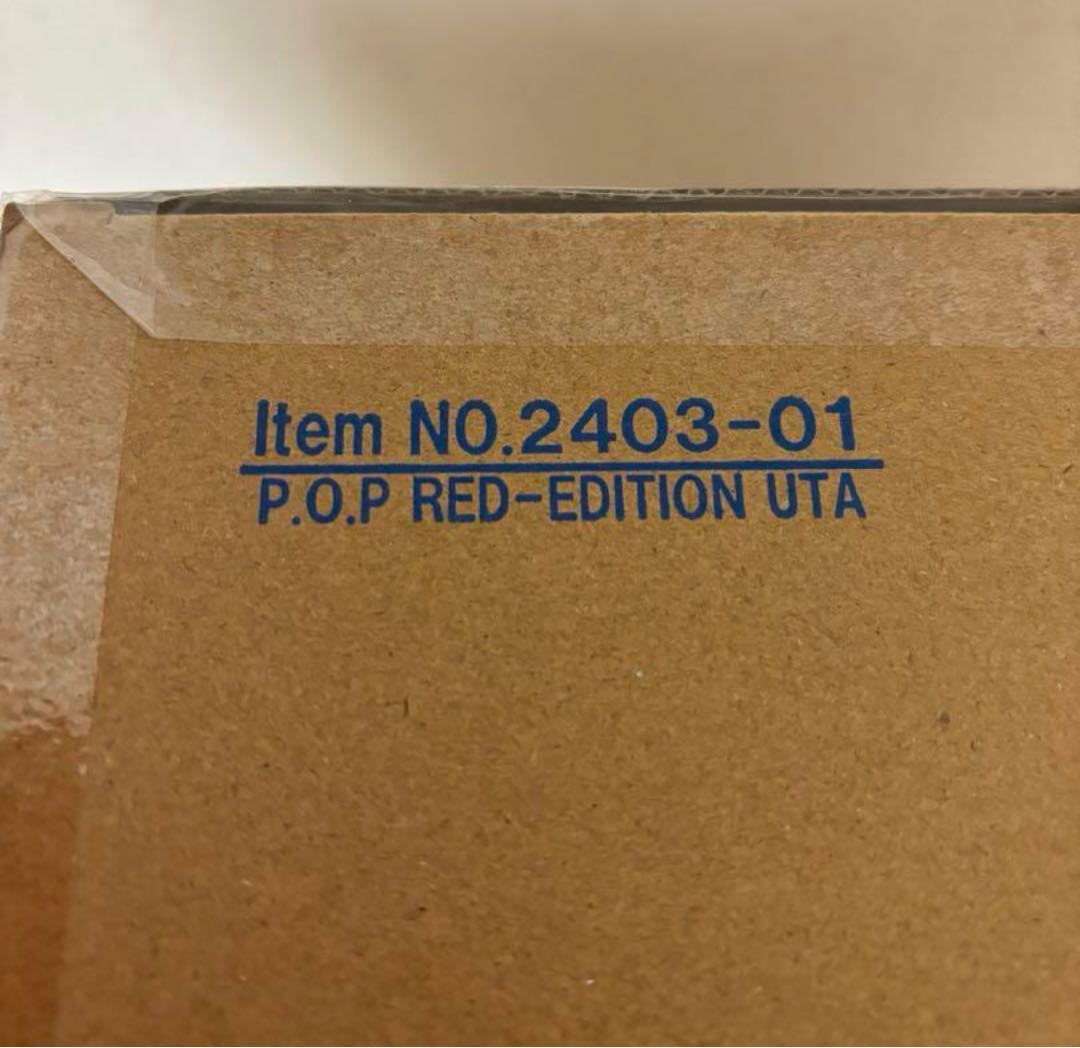 Item NO.2403-01
P.O.P RED-EDITION UTA